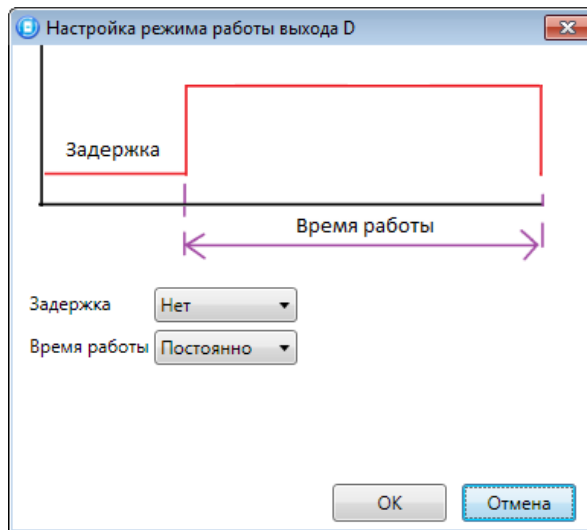 Настройка режима работы выхода D
Задержка
Время работы
Задержка Нет
Время работы Постоянно
OK Отмена